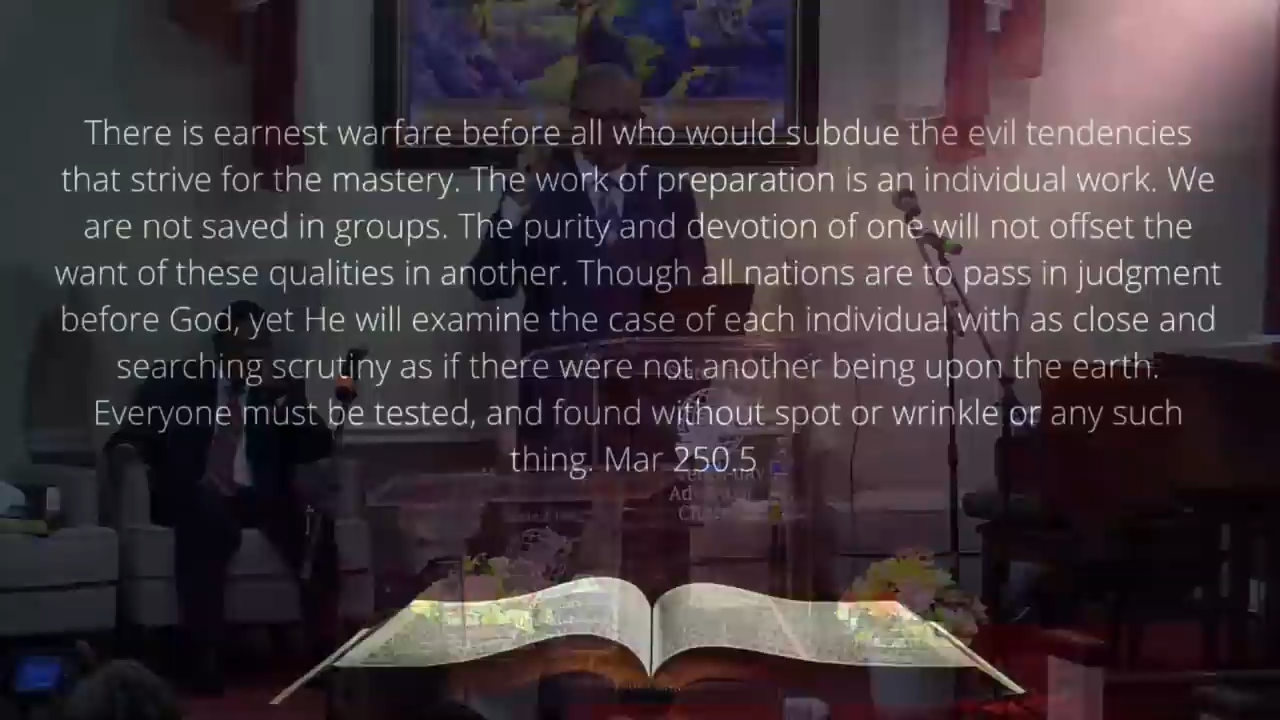 There is earnest warfare before all who would subdue the evil tendencies
that strive for the mastery. The work of preparation is an individual work. We
are not saved in groups. The purity and devotion of one will not offset the
want of these qualities in another. Though all nations are to pass in judgment
before God, yet He will examine the case of each individual with as close and
searching scrutiny as if there were not another being upon the earth.
Everyone must be tested, and found without spot or wrinkle or any such
thing. Mar 250.5